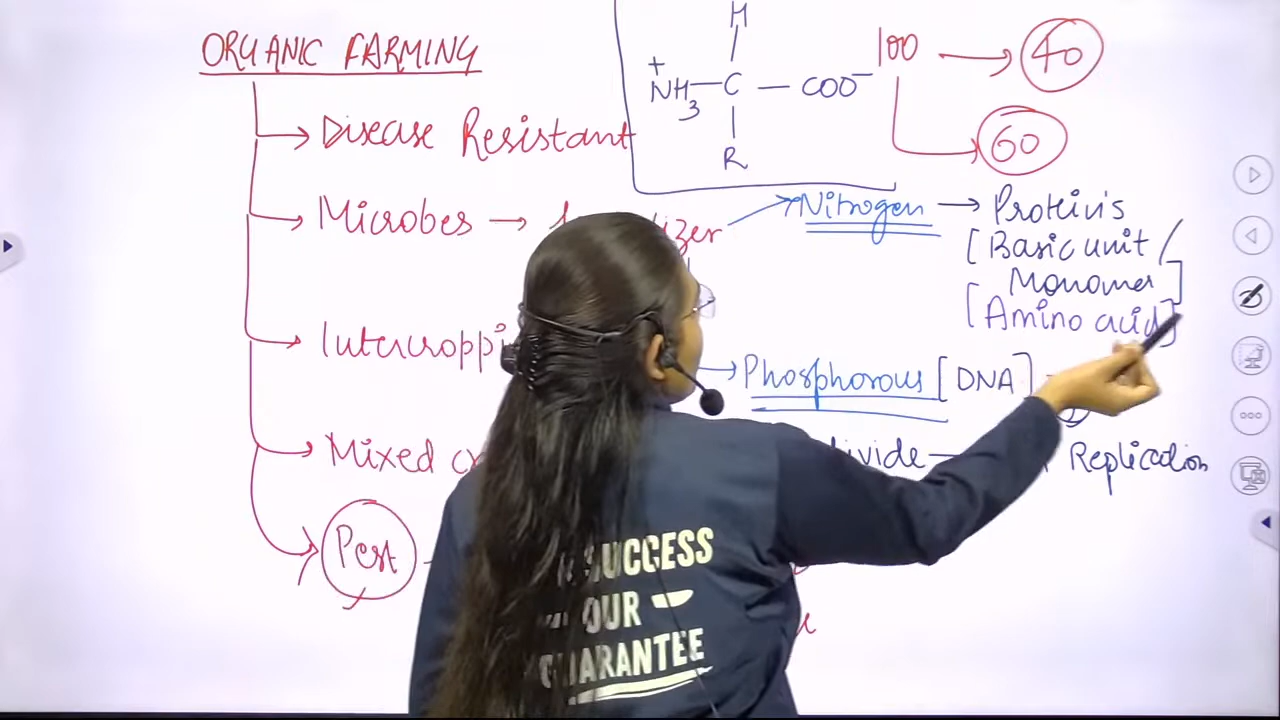 ORGANIC FARMING
H
+
NH3 — C — COO⁻
R
100 → 40
60
→ Disease Resistant
→ Microbes →
Nitrogen → Proteins
[Basic unit /
Monomer]
[Amino acid]
→ Intercroppi
→ Phosphorous [DNA]
→ Mixed
divide — Replication
Pest
SUCCESS
OUR
GUARANTEE